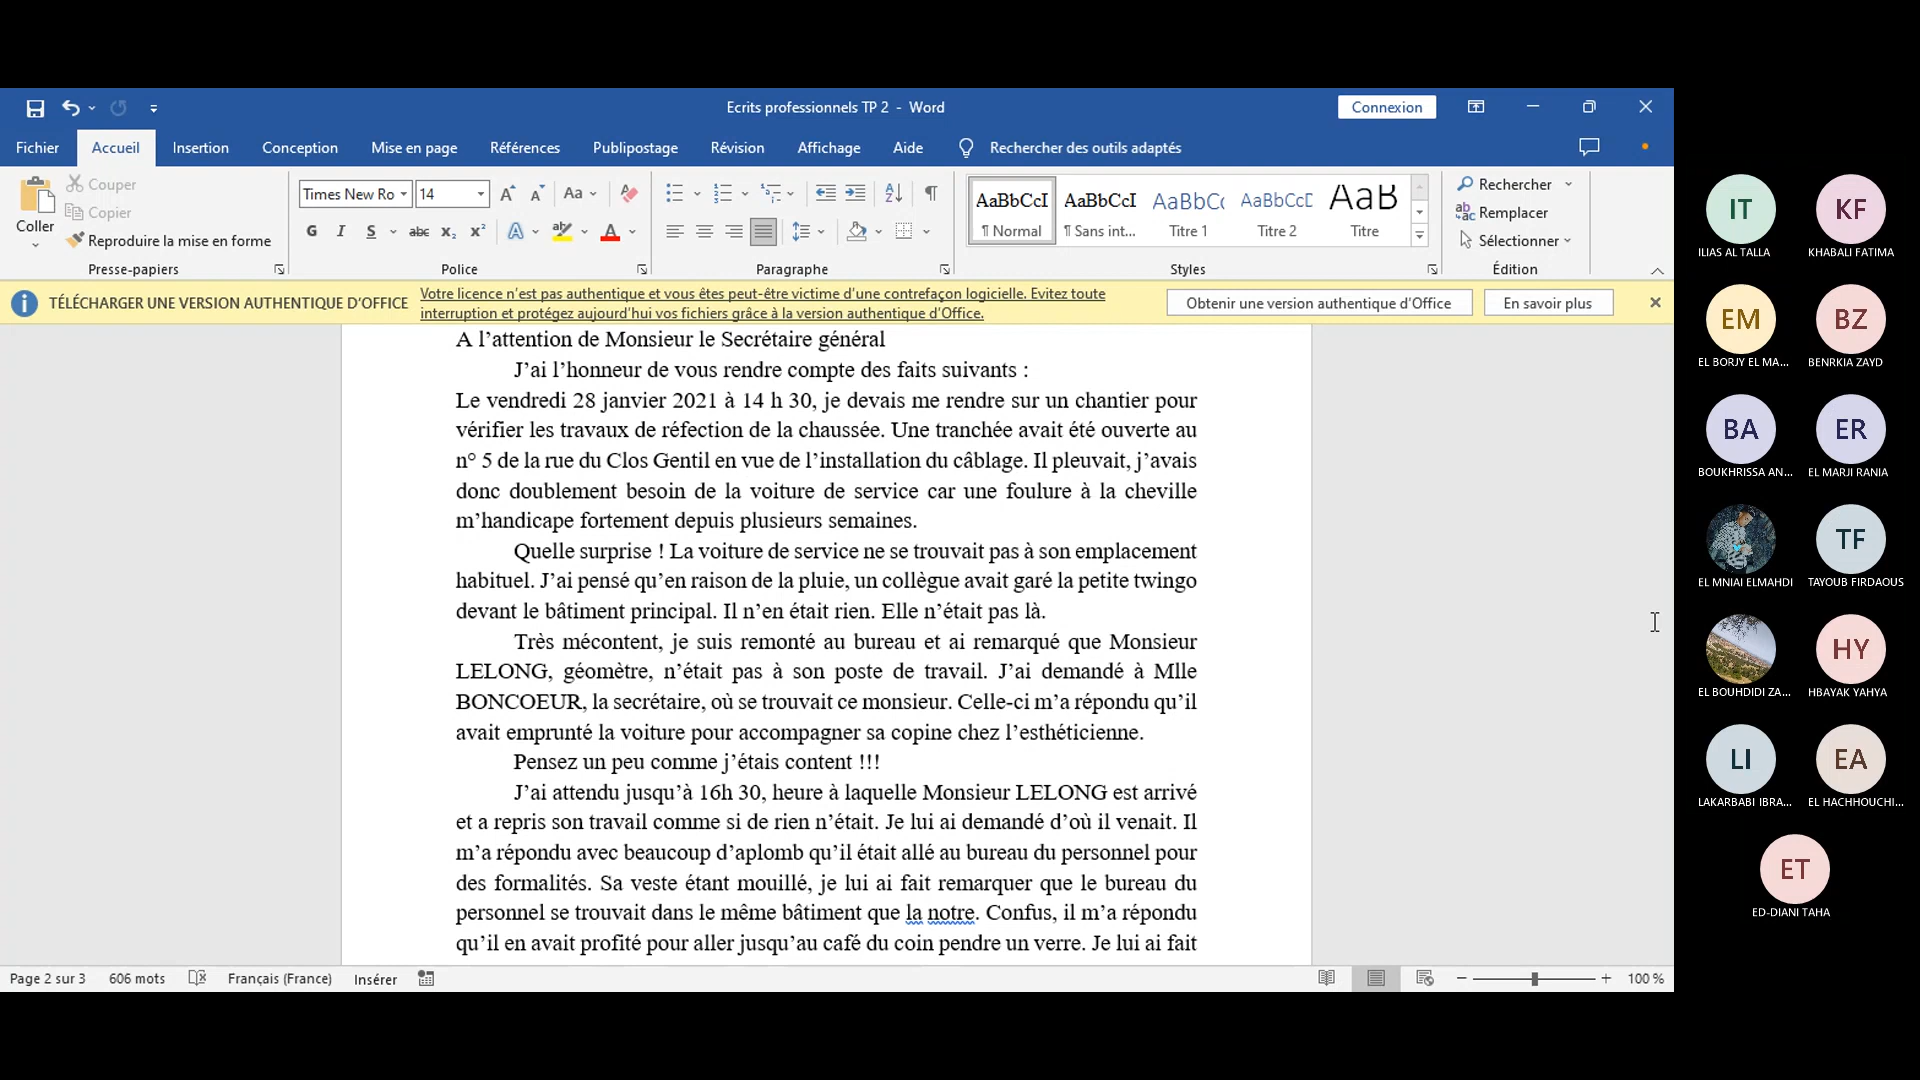 Ecrits professionnels TP 2 - Word
Connexion
Fichier
Accueil
Insertion
Conception
Mise en page
Références
Publipostage
Révision
Affichage
Aide
Rechercher des outils adaptés
Coller
Couper
Copier
Reproduire la mise en forme
Presse-papiers
Times New Ro
14
Aa
G I S abc x₂ x² A ab A
Police
Paragraphe
AaBbCcI AaBbCcI AaBbCc AaBbCcD AaB
¶ Normal
¶ Sans int...
Titre 1
Titre 2
Titre
Styles
Rechercher
Remplacer
Sélectionner
Édition
TÉLÉCHARGER UNE VERSION AUTHENTIQUE D’OFFICE
Votre licence n’est pas authentique et vous êtes peut-être victime d’une contrefaçon logicielle. Evitez toute
interruption et protégez aujourd’hui vos fichiers grâce à la version authentique d’Office.
Obtenir une version authentique d’Office
En savoir plus
A l’attention de Monsieur le Secrétaire général
J’ai l’honneur de vous rendre compte des faits suivants :
Le vendredi 28 janvier 2021 à 14 h 30, je devais me rendre sur un chantier pour
vérifier les travaux de réfection de la chaussée. Une tranchée avait été ouverte au
n° 5 de la rue du Clos Gentil en vue de l’installation du câblage. Il pleuvait, j’avais
donc doublement besoin de la voiture de service car une foulure à la cheville
m’handicape fortement depuis plusieurs semaines.
Quelle surprise ! La voiture de service ne se trouvait pas à son emplacement
habituel. J’ai pensé qu’en raison de la pluie, un collègue avait garé la petite twingo
devant le bâtiment principal. Il n’en était rien. Elle n’était pas là.
Très mécontent, je suis remonté au bureau et ai remarqué que Monsieur
LELONG, géomètre, n’était pas à son poste de travail. J’ai demandé à Mlle
BONCOEUR, la secrétaire, où se trouvait ce monsieur. Celle-ci m’a répondu qu’il
avait emprunté la voiture pour accompagner sa copine chez l’esthéticienne.
Pensez un peu comme j’étais content !!!
J’ai attendu jusqu’à 16h 30, heure à laquelle Monsieur LELONG est arrivé
et a repris son travail comme si de rien n’était. Je lui ai demandé d’où il venait. Il
m’a répondu avec beaucoup d’aplomb qu’il était allé au bureau du personnel pour
des formalités. Sa veste étant mouillé, je lui ai fait remarquer que le bureau du
personnel se trouvait dans le même bâtiment que la notre. Confus, il m’a répondu
qu’il en avait profité pour aller jusqu’au café du coin pendre un verre. Je lui ai fait
Page 2 sur 3
606 mots
Français (France)
Insérer
100 %
IT
ILIAS AL TALLA
KF
KHABALI FATIMA
EM
EL BORJY EL MA...
BZ
BENRKIA ZAYD
BA
BOUKHRISSA AN...
ER
EL MARJI RANIA
EL MNIAI ELMAHDI
TF
TAYOUB FIRDAOUS
EL BOUHDIDI ZA...
HY
HBAYAK YAHYA
LI
LAKARBABI IBRA...
EA
EL HACHHOUCHI...
ET
ED-DIANI TAHA